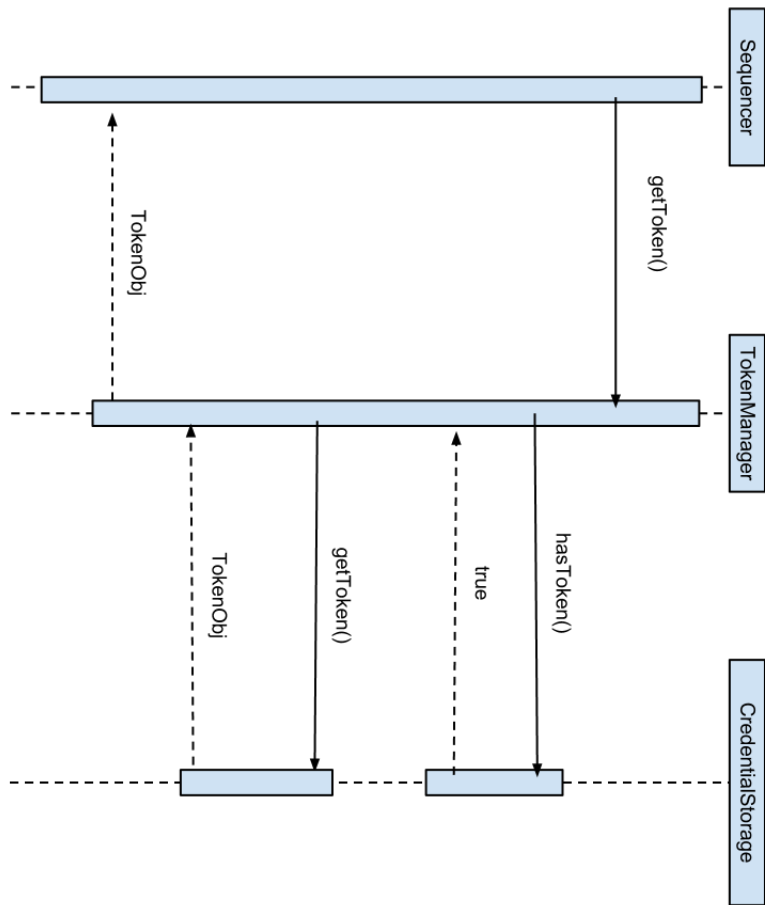 Sequencer
TokenManager
CredentialStorage
getToken()
hasToken()
true
getToken()
TokenObj
TokenObj